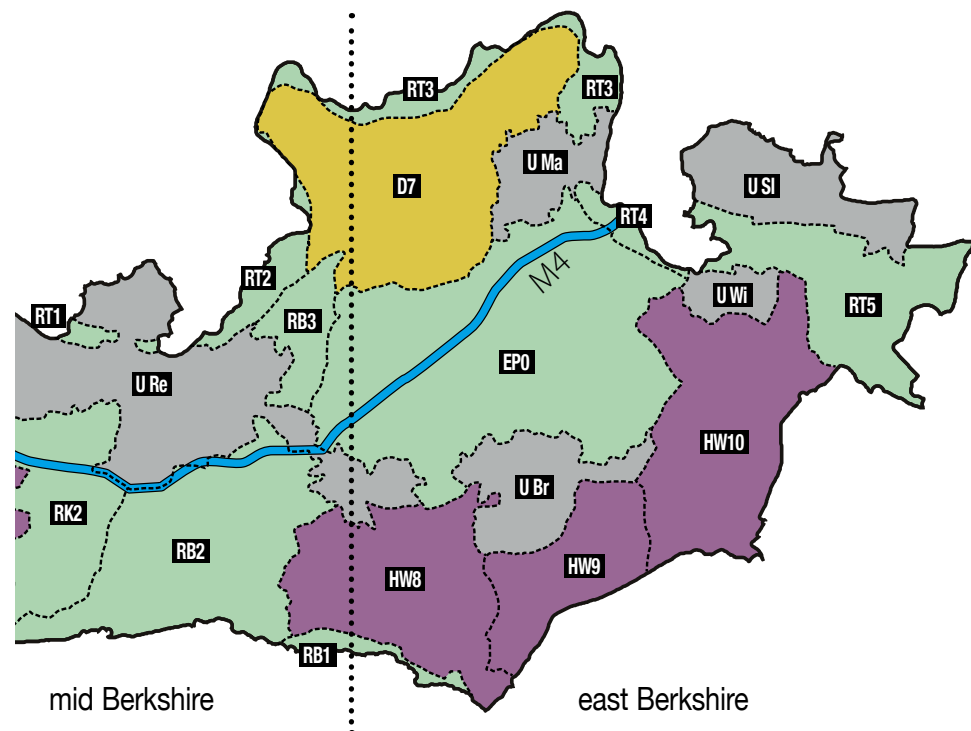 RT3
RT3
U Ma
U Sl
D7
RT4
RT2
M4
U Wi
RT5
RT1
RB3
EP0
U Re
HW10
U Br
RK2
RB2
HW8
HW9
RB1
mid Berkshire
east Berkshire